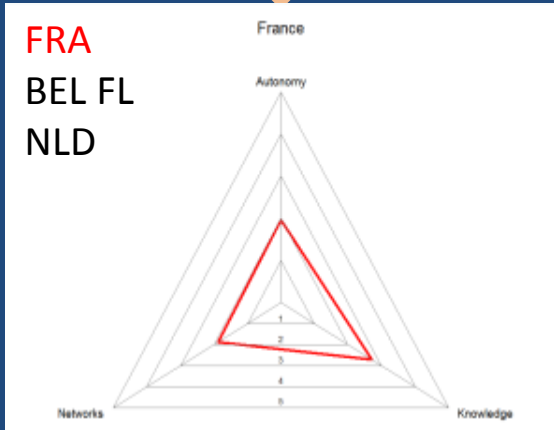 FRA
BEL FL
NLD
France
Autonomy
1
2
3
4
5
Networks
Knowledge